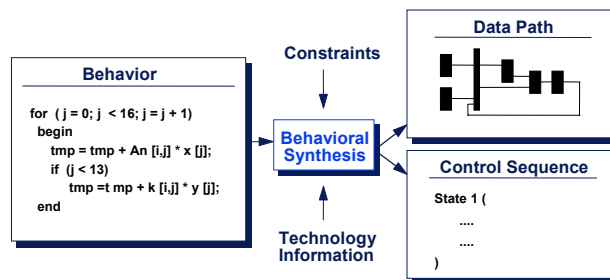 Behavior
for ( j = 0; j < 16; j = j + 1)
begin
tmp = tmp + An [i,j] * x [j];
if (j < 13)
tmp =t mp + k [i,j] * y [j];
end
Constraints
Behavioral
Synthesis
Technology
Information
Data Path
Control Sequence
State 1 (
....
....
)